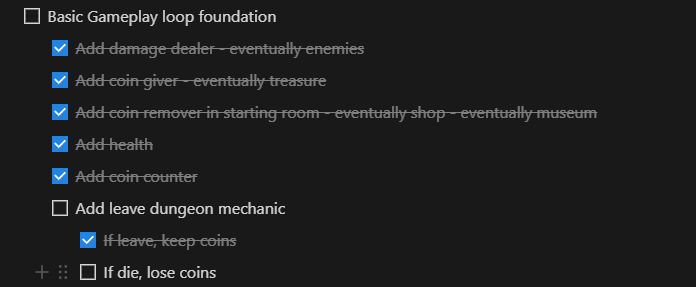 Basic Gameplay loop foundation
Add damage dealer - eventually enemies
Add coin giver - eventually treasure
Add coin remover in starting room - eventually shop - eventually museum
Add health
Add coin counter
Add leave dungeon mechanic
If leave, keep coins
If die, lose coins